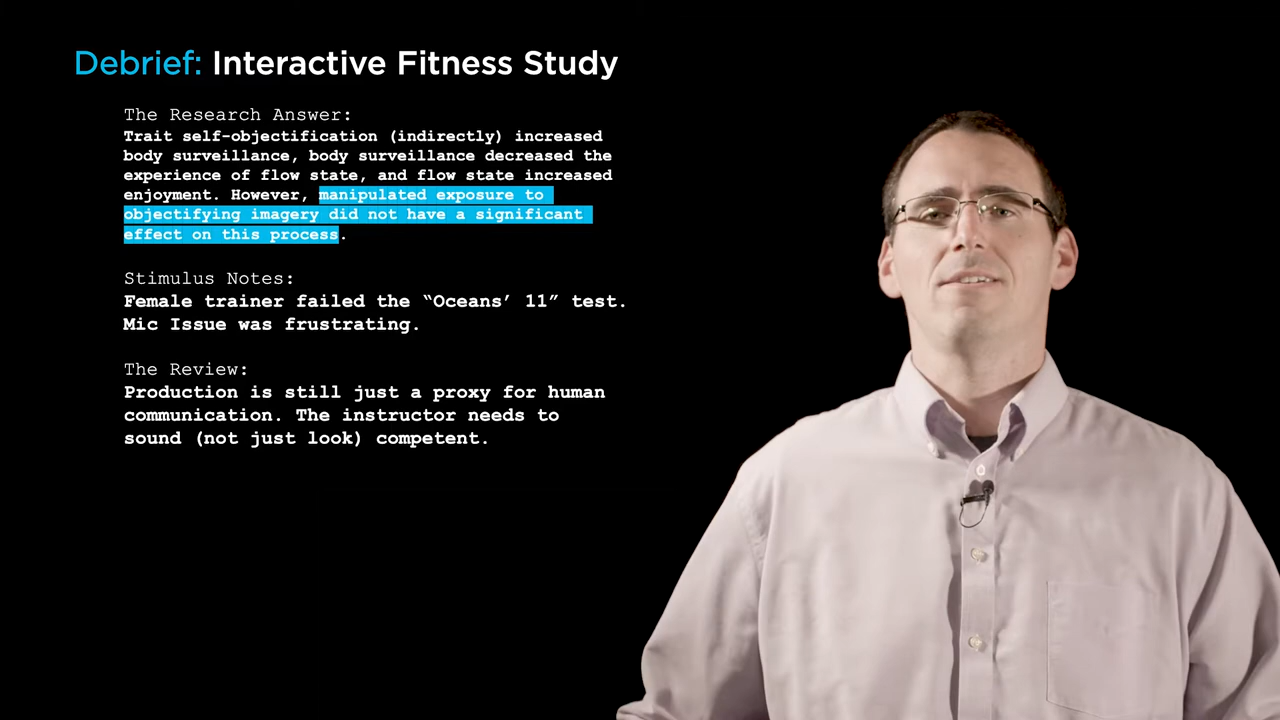 Debrief: Interactive Fitness Study
The Research Answer:
Trait self-objectification (indirectly) increased
body surveillance, body surveillance decreased the
experience of flow state, and flow state increased
enjoyment. However, manipulated exposure to
objectifying imagery did not have a significant
effect on this process.
Stimulus Notes:
Female trainer failed the “Oceans’ 11” test.
Mic Issue was frustrating.
The Review:
Production is still just a proxy for human
communication. The instructor needs to
sound (not just look) competent.